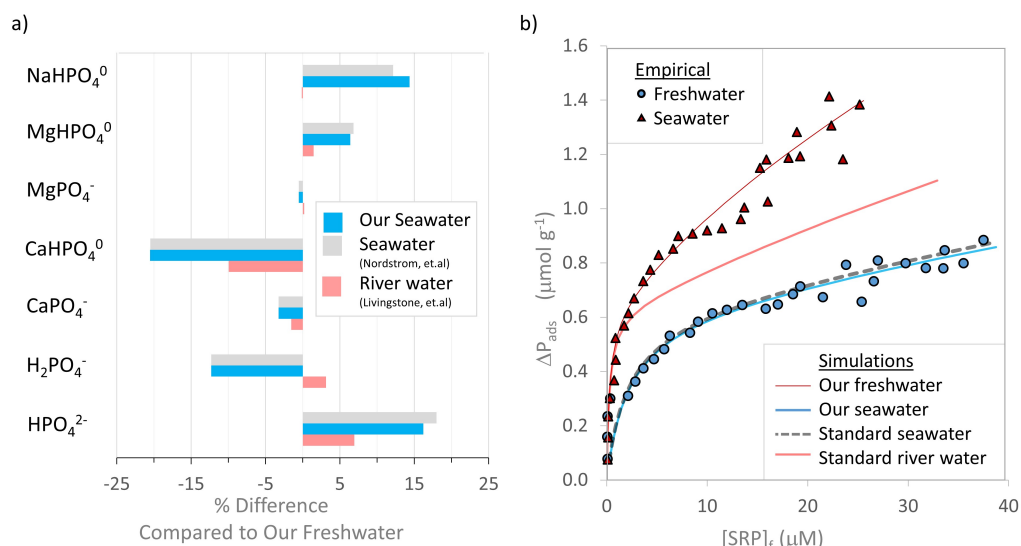 a)
NaHPO₄⁰
MgHPO₄⁰
MgPO₄⁻
CaHPO₄⁰
CaPO₄⁻
H₂PO₄⁻
HPO₄²⁻
Our Seawater
Seawater
(Nordstrom, et.al)
River water
(Livingstone, et.al)
-25 -15 -5 5 15 25
% Difference
Compared to Our Freshwater
b)
1.6
1.4
1.2
1.0
0.8
0.6
0.4
0.2
0.0
ΔP_ads (μmol g⁻¹)
Empirical
Freshwater
Seawater
Simulations
Our freshwater
Our seawater
Standard seawater
Standard river water
0 10 20 30 40
[SRP]_f (μM)